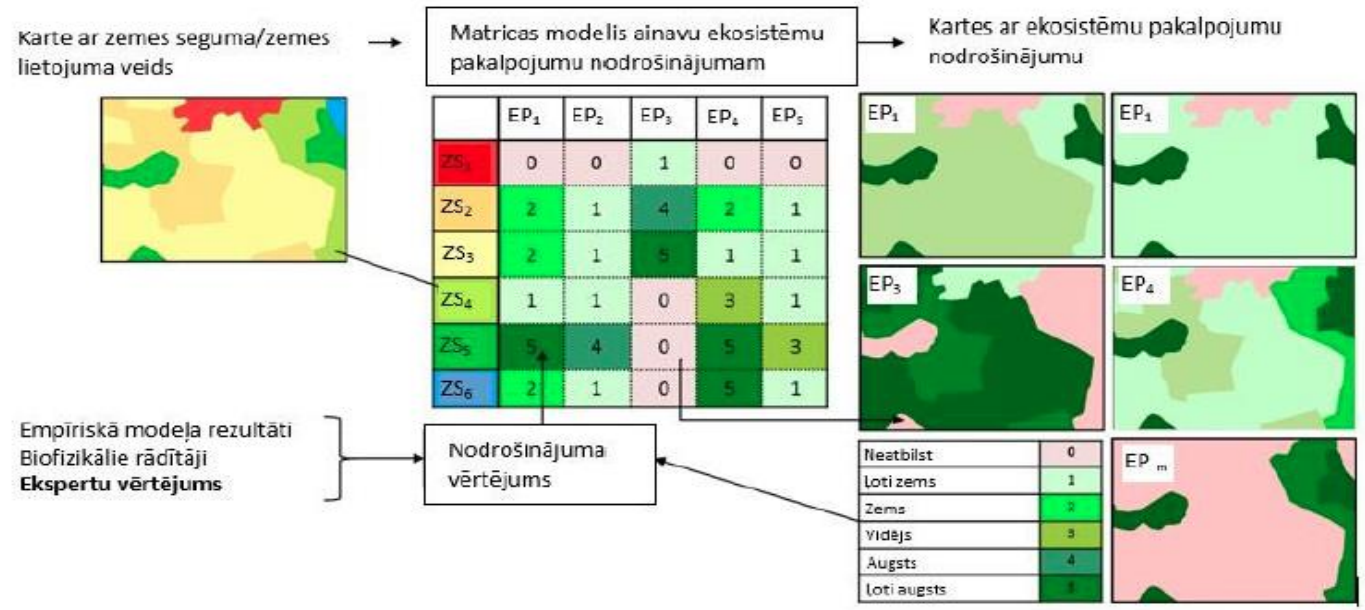 Karte ar zemes seguma/zemes
lietojuma veids
Matricas modelis ainavu ekosistēmu
pakalpojumu nodrošinājumam
Kartes ar ekosistēmu pakalpojumu
nodrošinājumu
EP₁ EP₂ EP₃ EP₄ EP₅
ZS₁ 0 0 1 0 0
ZS₂ 2 1 4 2 1
ZS₃ 2 1 5 1 1
ZS₄ 1 1 0 3 1
ZS₅ 5 4 0 5 3
ZS₆ 2 1 0 5 1
EP₁
EP₁
EP₃
EP₄
EP ₘ
Empīriskā modeļa rezultāti
Biofizikālie rādītāji
Ekspertu vērtējums
Nodrošinājuma
vērtējums
Neatbilst 0
Ļoti zems 1
Zems 2
Vidējs 3
Augsts 4
Ļoti augsts 5